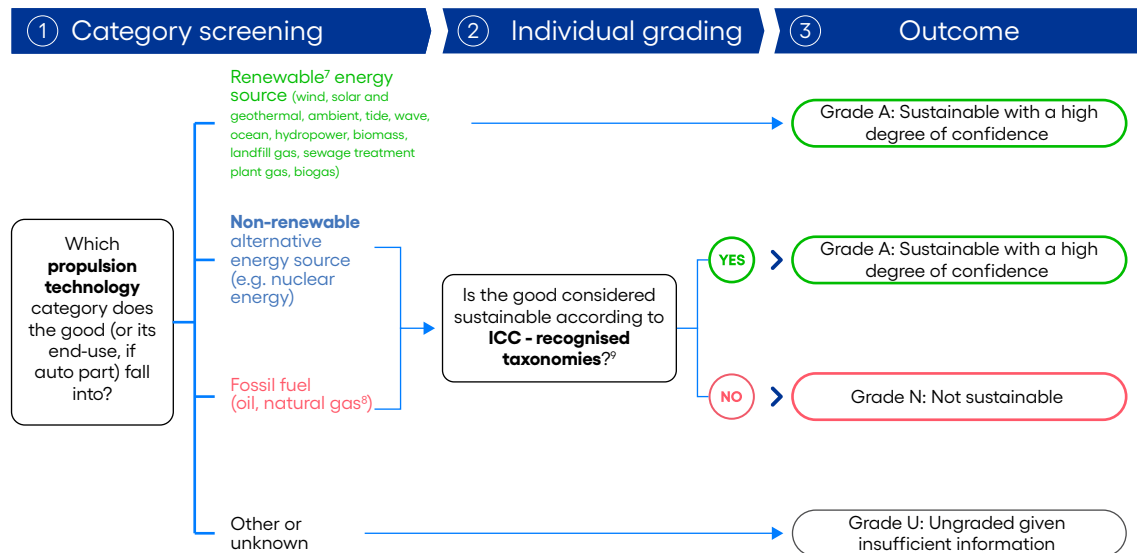 1 Category screening
2 Individual grading
3 Outcome
Renewable⁷ energy
source (wind, solar and
geothermal, ambient, tide, wave,
ocean, hydropower, biomass,
landfill gas, sewage treatment
plant gas, biogas)
Grade A: Sustainable with a high
degree of confidence
Which
propulsion
technology
category does
the good (or its
end-use, if
auto part) fall
into?
Non-renewable
alternative
energy source
(e.g. nuclear
energy)
Fossil fuel
(oil, natural gas⁸)
Is the good considered
sustainable according to
ICC - recognised
taxonomies?⁹
YES
Grade A: Sustainable with a high
degree of confidence
NO
Grade N: Not sustainable
Other or
unknown
Grade U: Ungraded given
insufficient information